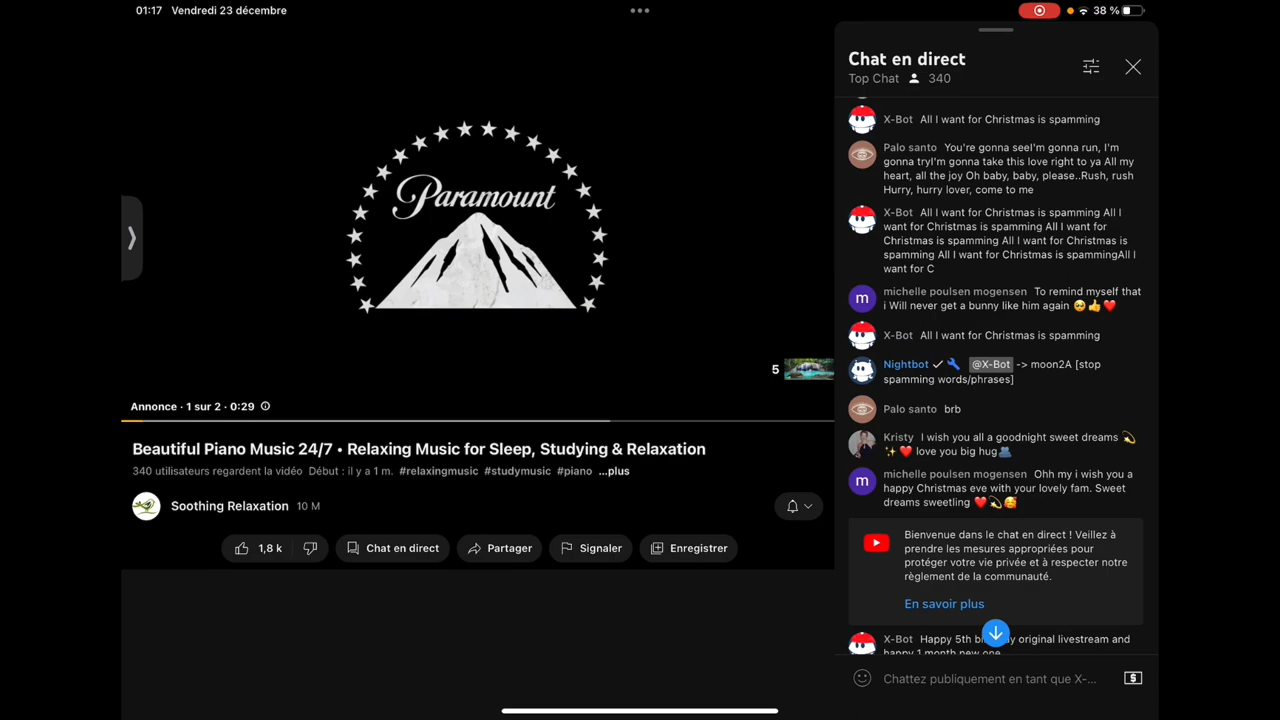 01:17 Vendredi 23 décembre
38 %
Paramount
5
Annonce · 1 sur 2 · 0:29
Beautiful Piano Music 24/7 • Relaxing Music for Sleep, Studying & Relaxation
340 utilisateurs regardent la vidéo Début : il y a 1 m. #relaxingmusic #studymusic #piano ...plus
Soothing Relaxation 10 M
1,8 k
Chat en direct
Partager
Signaler
Enregistrer
Chat en direct
Top Chat 340
X-Bot All I want for Christmas is spamming
Palo santo You're gonna seeI'm gonna run, I'm
gonna tryI'm gonna take this love right to ya All my
heart, all the joy Oh baby, baby, please..Rush, rush
Hurry, hurry lover, come to me
X-Bot All I want for Christmas is spamming All I
want for Christmas is spamming All I want for
Christmas is spamming All I want for Christmas is
spamming All I want for Christmas is spammingAll I
want for C
michelle poulsen mogensen To remind myself that
i Will never get a bunny like him again 🥺👍❤️
X-Bot All I want for Christmas is spamming
Nightbot @X-Bot -> moon2A [stop
spamming words/phrases]
Palo santo brb
Kristy I wish you all a goodnight sweet dreams 💫
✨❤️ love you big hug🫂
michelle poulsen mogensen Ohh my i wish you a
happy Christmas eve with your lovely fam. Sweet
dreams sweetling ❤️💫🥰
Bienvenue dans le chat en direct ! Veillez à
prendre les mesures appropriées pour
protéger votre vie privée et à respecter notre
règlement de la communauté.
En savoir plus
X-Bot Happy 5th original livestream and
happy 1 month new one
Chattez publiquement en tant que X-...